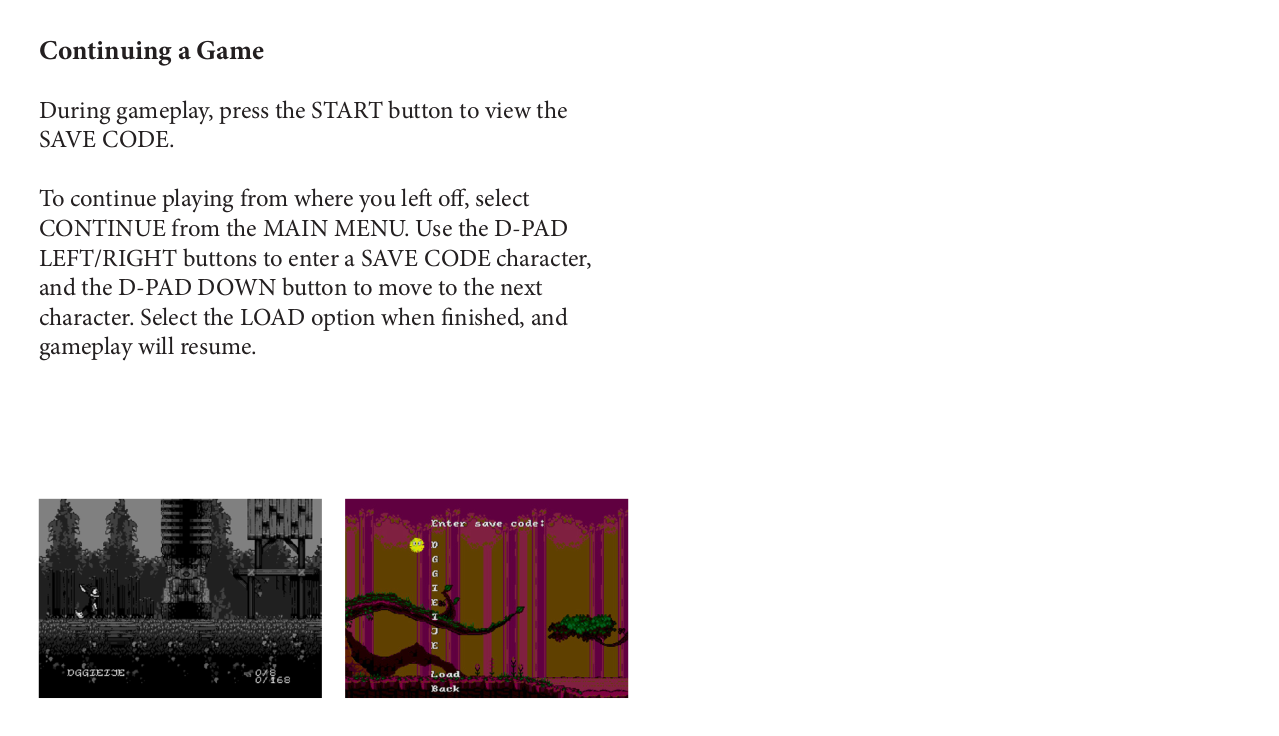 Continuing a Game
During gameplay, press the START button to view the
SAVE CODE.
To continue playing from where you left off, select
CONTINUE from the MAIN MENU. Use the D-PAD
LEFT/RIGHT buttons to enter a SAVE CODE character,
and the D-PAD DOWN button to move to the next
character. Select the LOAD option when finished, and
gameplay will resume.
DGGIEIJE
0/8
0/168
Enter save code:
D
G
G
I
E
I
J
E
Load
Back